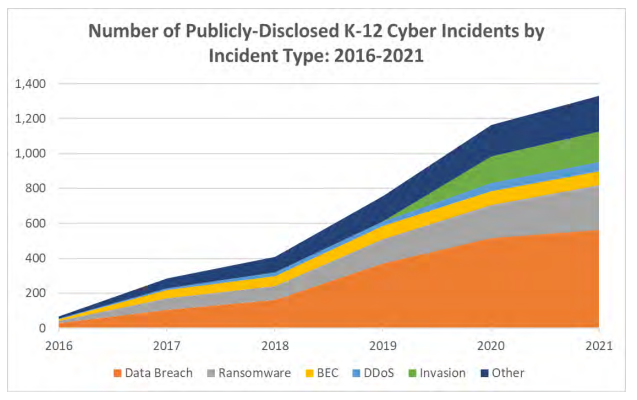 Number of Publicly-Disclosed K-12 Cyber Incidents by
Incident Type: 2016-2021
1,400
1,200
1,000
800
600
400
200
0
2016 2017 2018 2019 2020 2021
Data Breach Ransomware BEC DDoS Invasion Other